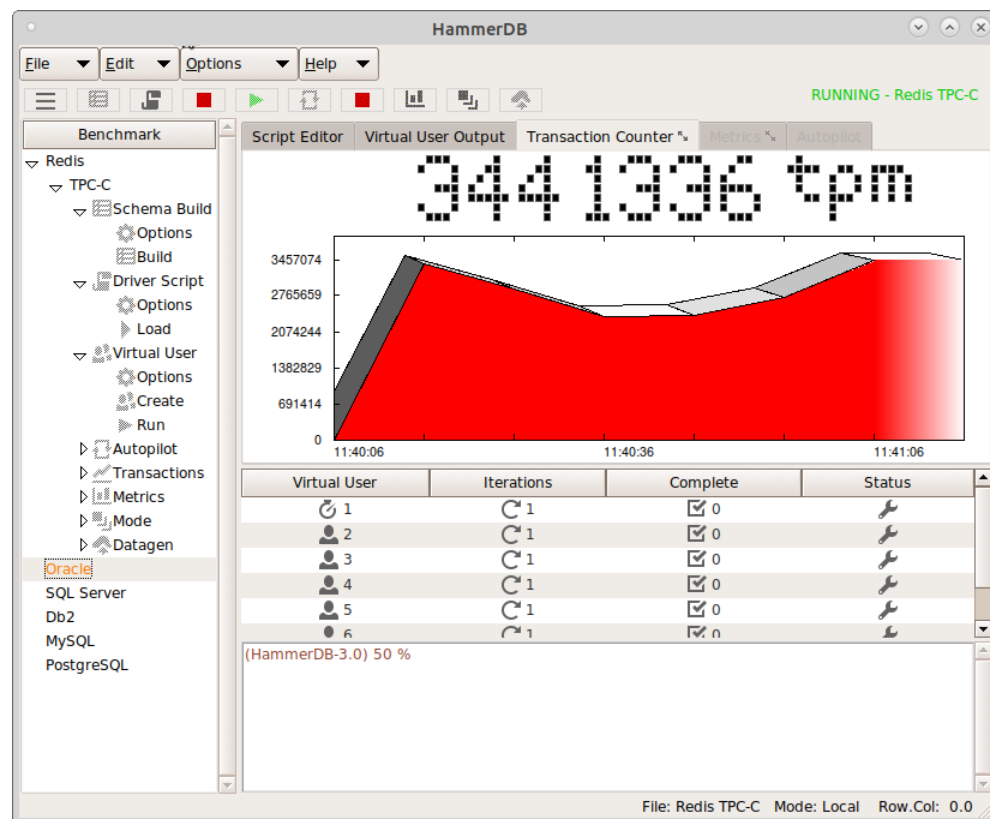 HammerDB
File Edit Options Help
RUNNING - Redis TPC-C
Benchmark
Redis
TPC-C
Schema Build
Options
Build
Driver Script
Options
Load
Virtual User
Options
Create
Run
Autopilot
Transactions
Metrics
Mode
Datagen
Oracle
SQL Server
Db2
MySQL
PostgreSQL
Script Editor Virtual User Output Transaction Counter Metrics Autopilot
3441336 tpm
3457074
2765659
2074244
1382829
691414
0
11:40:06 11:40:36 11:41:06
Virtual User Iterations Complete Status
1 1 0
2 1 0
3 1 0
4 1 0
5 1 0
6 1 0
(HammerDB-3.0) 50 %
File: Redis TPC-C Mode: Local Row.Col: 0.0